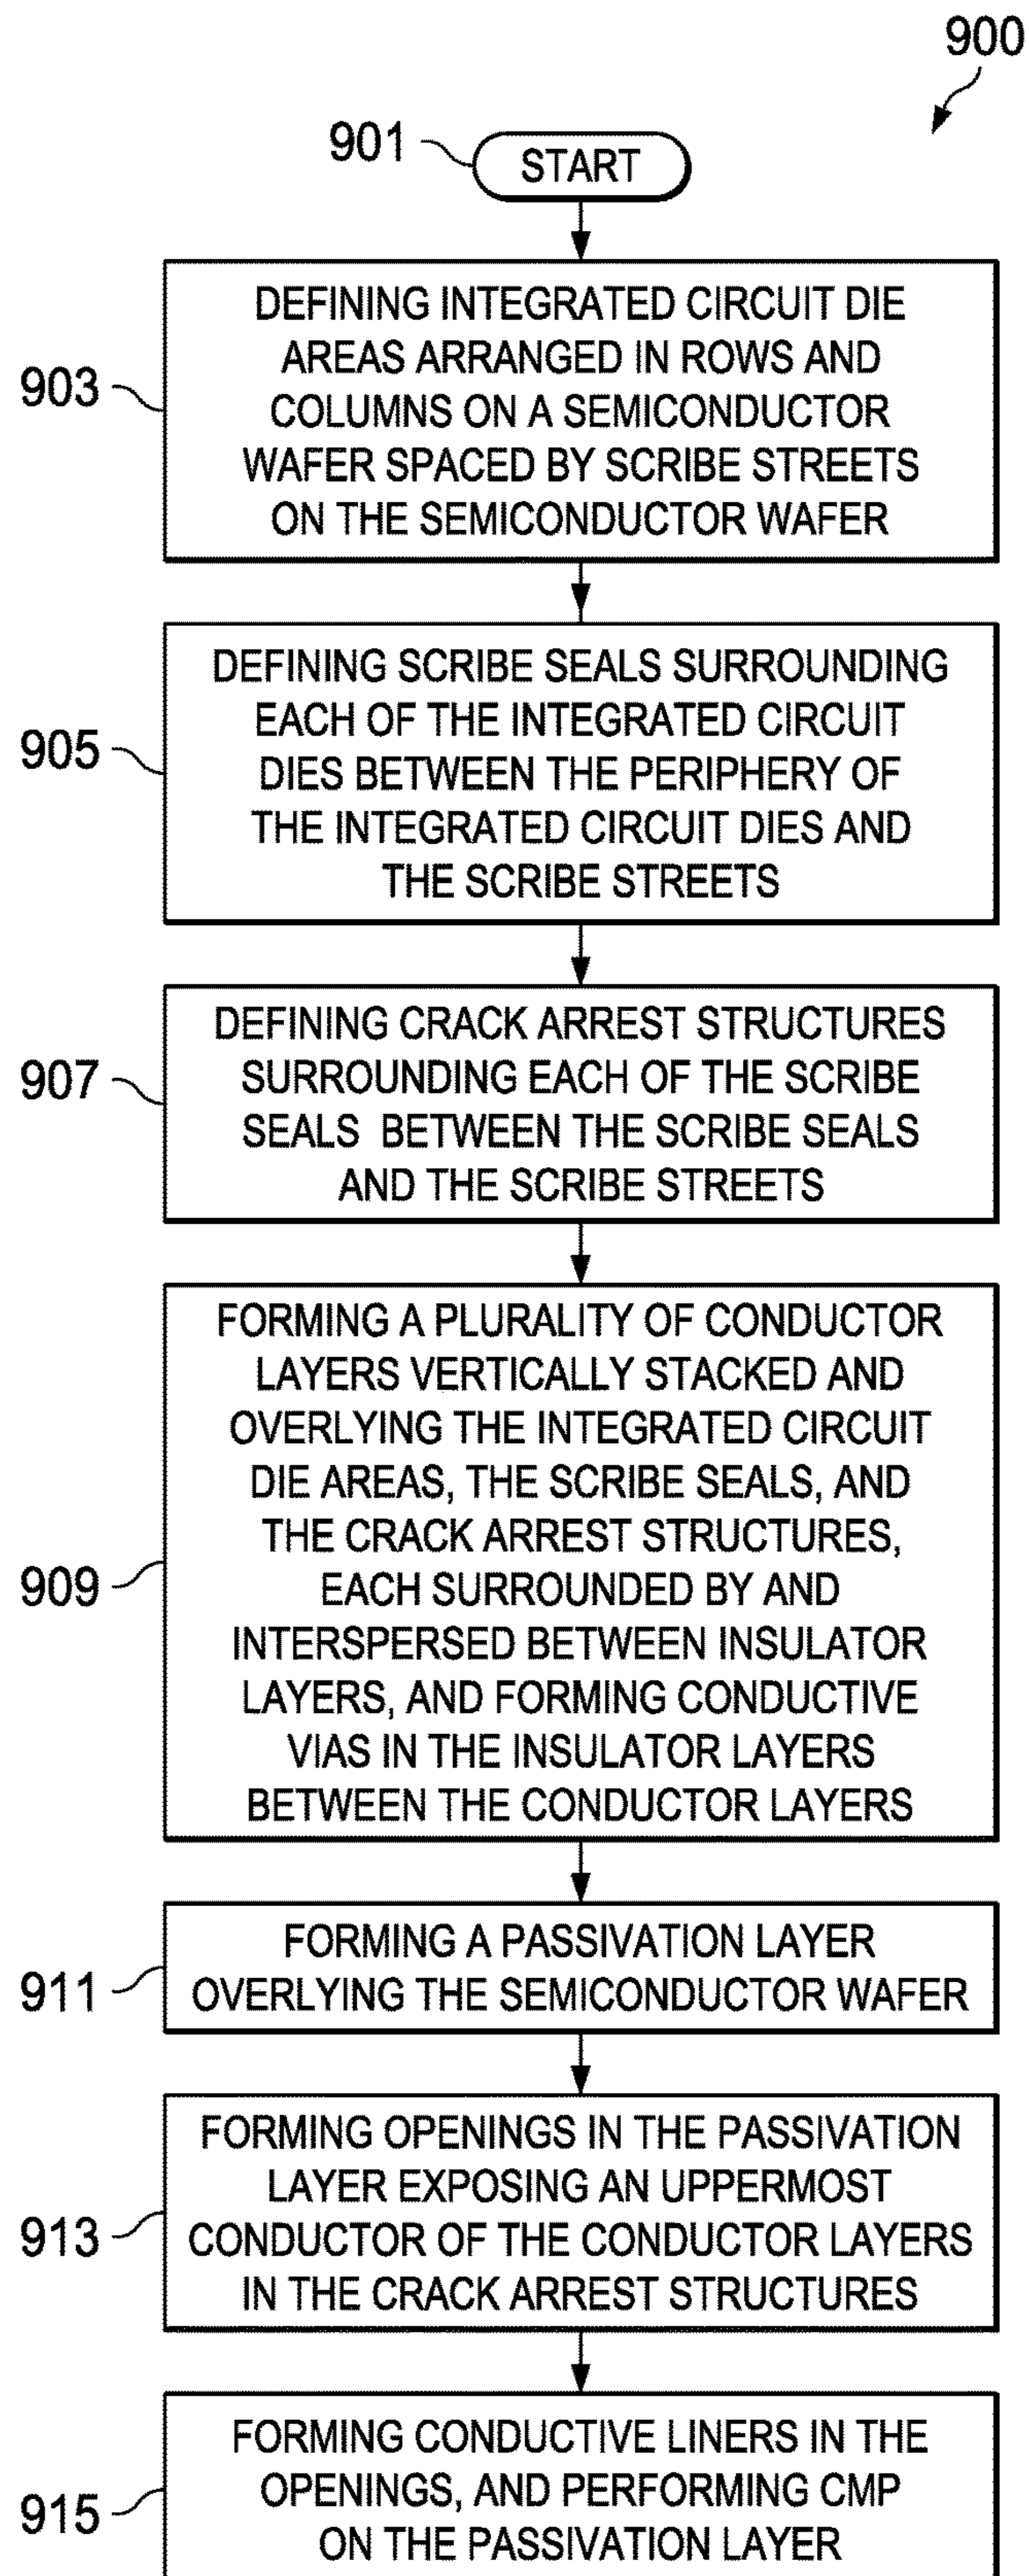 900
901
START
903
DEFINING INTEGRATED CIRCUIT DIE
AREAS ARRANGED IN ROWS AND
COLUMNS ON A SEMICONDUCTOR
WAFER SPACED BY SCRIBE STREETS
ON THE SEMICONDUCTOR WAFER
905
DEFINING SCRIBE SEALS SURROUNDING
EACH OF THE INTEGRATED CIRCUIT
DIES BETWEEN THE PERIPHERY OF
THE INTEGRATED CIRCUIT DIES AND
THE SCRIBE STREETS
907
DEFINING CRACK ARREST STRUCTURES
SURROUNDING EACH OF THE SCRIBE
SEALS BETWEEN THE SCRIBE SEALS
AND THE SCRIBE STREETS
909
FORMING A PLURALITY OF CONDUCTOR
LAYERS VERTICALLY STACKED AND
OVERLYING THE INTEGRATED CIRCUIT
DIE AREAS, THE SCRIBE SEALS, AND
THE CRACK ARREST STRUCTURES,
EACH SURROUNDED BY AND
INTERSPERSED BETWEEN INSULATOR
LAYERS, AND FORMING CONDUCTIVE
VIAS IN THE INSULATOR LAYERS
BETWEEN THE CONDUCTOR LAYERS
911
FORMING A PASSIVATION LAYER
OVERLYING THE SEMICONDUCTOR WAFER
913
FORMING OPENINGS IN THE PASSIVATION
LAYER EXPOSING AN UPPERMOST
CONDUCTOR OF THE CONDUCTOR LAYERS
IN THE CRACK ARREST STRUCTURES
915
FORMING CONDUCTIVE LINERS IN THE
OPENINGS, AND PERFORMING CMP
ON THE PASSIVATION LAYER